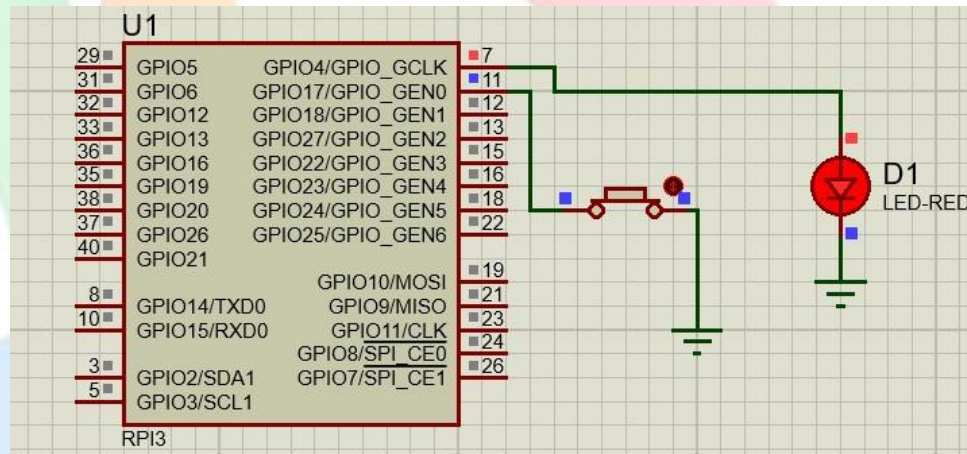 U1
29 GPIO5 GPIO4/GPIO_GCLK 7
31 GPIO6 GPIO17/GPIO_GEN0 11
32 GPIO12 GPIO18/GPIO_GEN1 12
33 GPIO13 GPIO27/GPIO_GEN2 13
36 GPIO16 GPIO22/GPIO_GEN3 15
35 GPIO19 GPIO23/GPIO_GEN4 16
38 GPIO20 GPIO24/GPIO_GEN5 18
37 GPIO26 GPIO25/GPIO_GEN6 22
40 GPIO21
GPIO10/MOSI 19
8 GPIO14/TXD0 GPIO9/MISO 21
10 GPIO15/RXD0 GPIO11/CLK 23
GPIO8/SPI_CE0 24
3 GPIO2/SDA1 GPIO7/SPI_CE1 26
5 GPIO3/SCL1
RPI3
D1
LED-RED